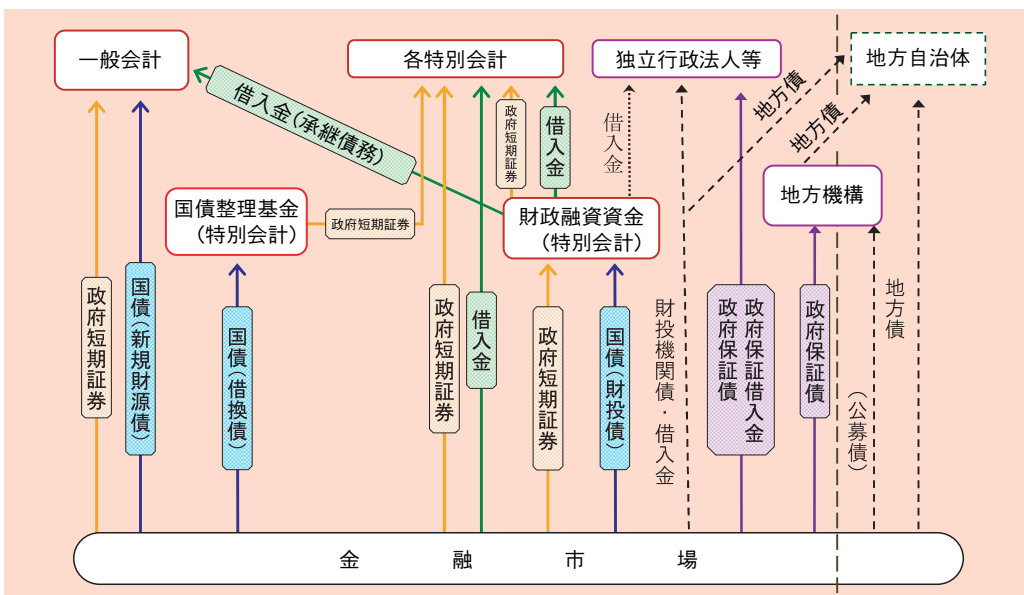 一般会計
各特別会計
独立行政法人等
地方自治体
借入金(承継債務)
政府短期証券
借入金
借入金
地方債
地方債
国債整理基金
(特別会計)
政府短期証券
財政融資資金
(特別会計)
地方機構
政府短期証券
国債(新規財源債)
国債(借換債)
政府短期証券
借入金
政府短期証券
国債(財投債)
財投機関債・借入金
政府保証借入金
政府保証債
政府保証債
地方債
(公募債)
金融市場